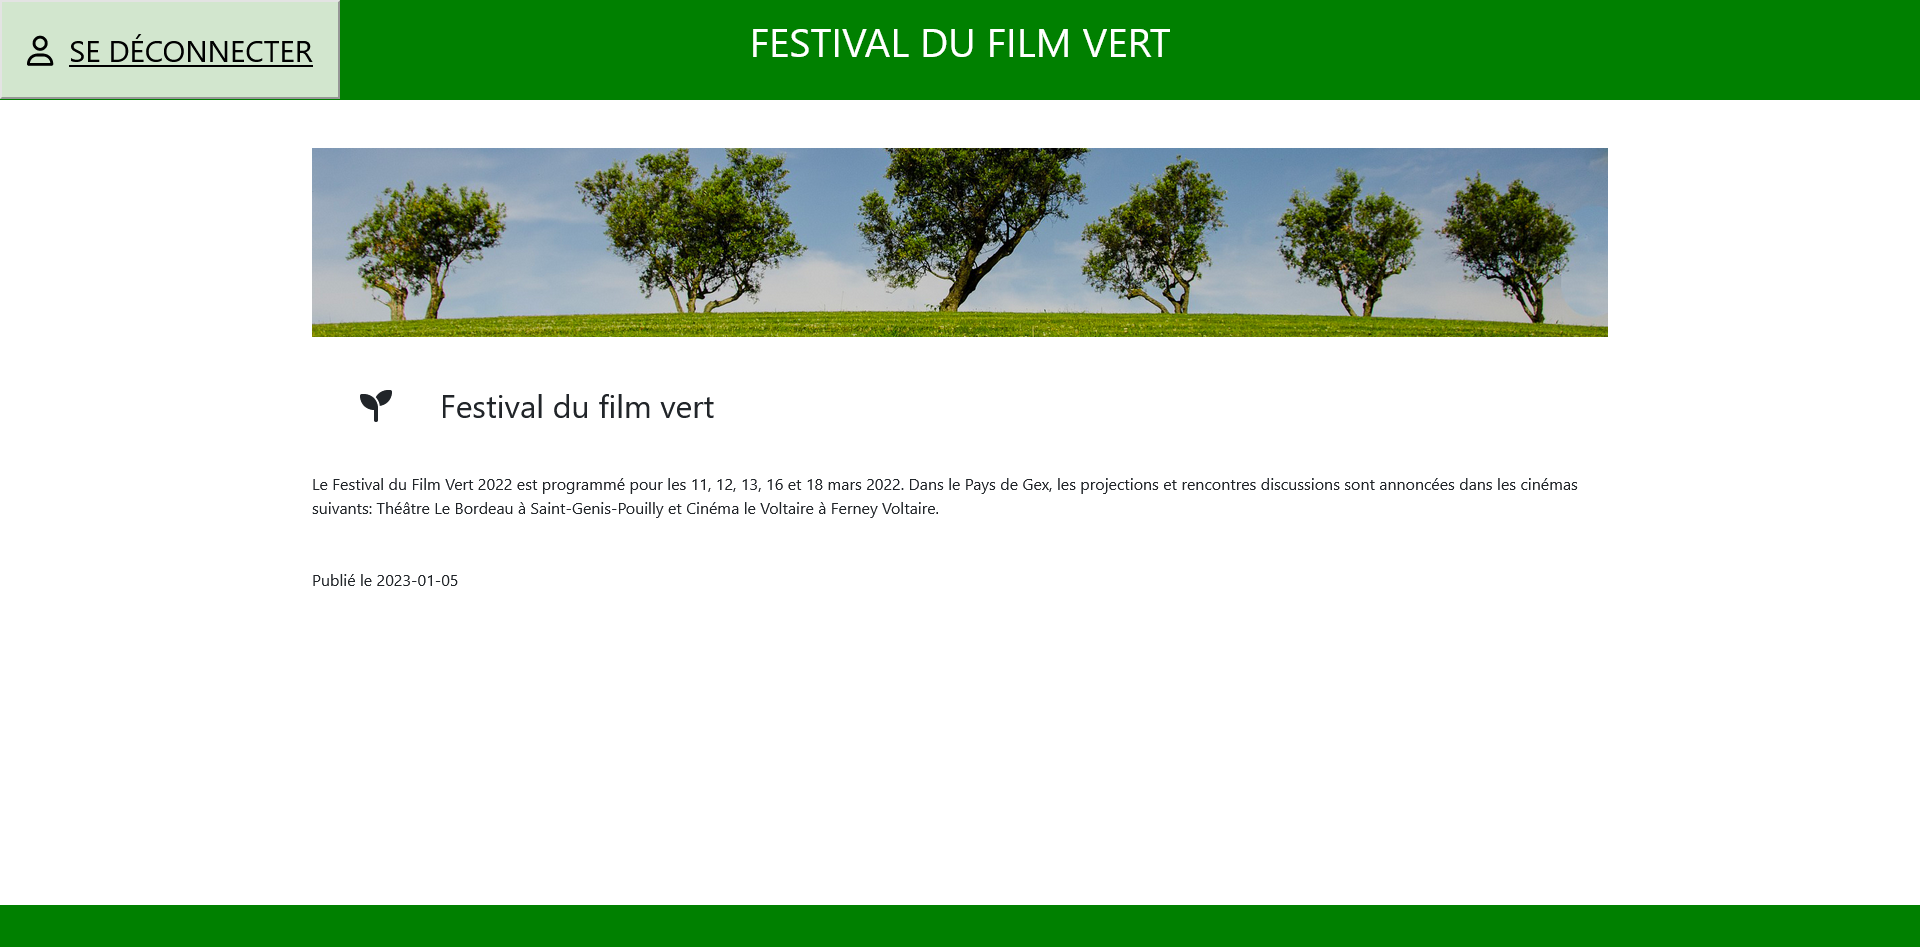 SE DÉCONNECTER
FESTIVAL DU FILM VERT
Festival du film vert
Le Festival du Film Vert 2022 est programmé pour les 11, 12, 13, 16 et 18 mars 2022. Dans le Pays de Gex, les projections et rencontres discussions sont annoncées dans les cinémas
suivants: Théâtre Le Bordeau à Saint-Genis-Pouilly et Cinéma le Voltaire à Ferney Voltaire.
Publié le 2023-01-05